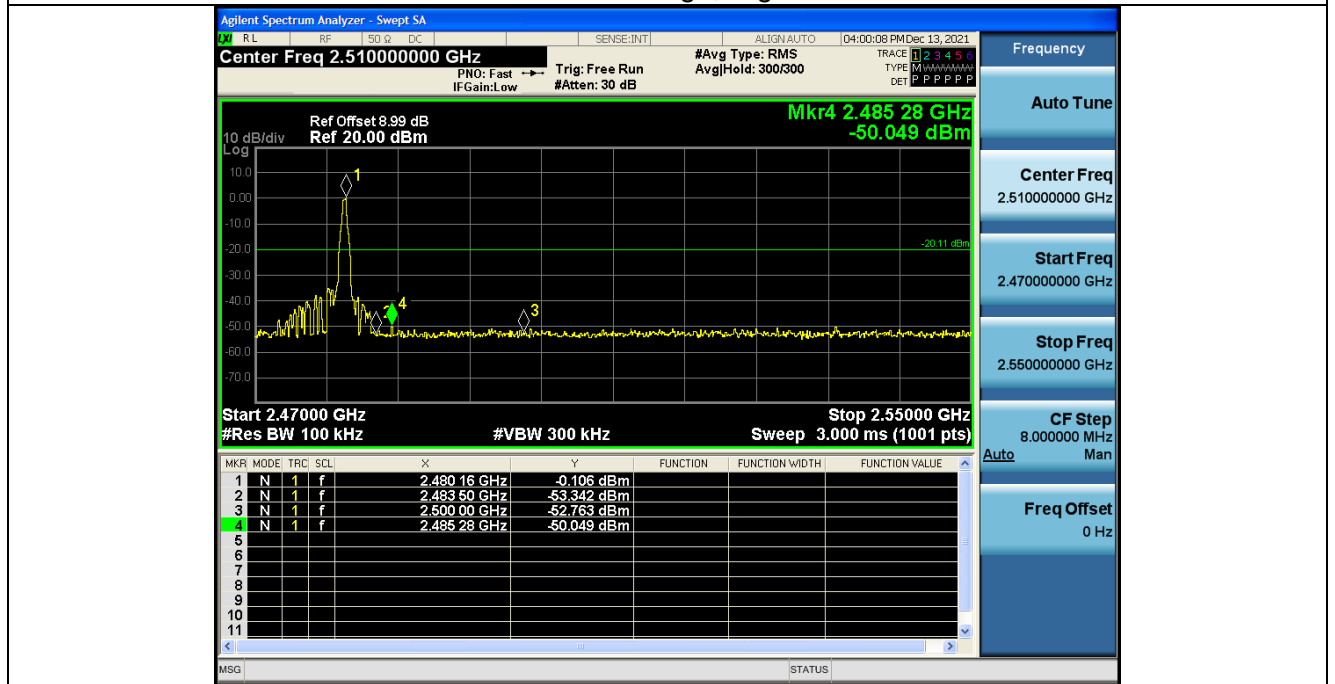 Agilent Spectrum Analyzer - Swept SA
LXI RL RF 50 Ω DC SENSE:INT ALIGN AUTO 04:00:08 PM Dec 13, 2021
Center Freq 2.510000000 GHz #Avg Type: RMS TRACE 1 2 3 4 5 6
PNO: Fast Trig: Free Run Avg|Hold: 300/300 TYPE M WWWWW
IFGain:Low #Atten: 30 dB DET P P P P P P
Mkr4 2.485 28 GHz
-50.049 dBm
Ref Offset 8.99 dB
10 dB/div Ref 20.00 dBm
Log
10.0
0.00
-10.0
-20.0
-30.0
-40.0
-50.0
-60.0
-70.0
1
2
4
3
-20.11 dBm
Start 2.47000 GHz Stop 2.55000 GHz
#Res BW 100 kHz #VBW 300 kHz Sweep 3.000 ms (1001 pts)
MKR MODE TRC SCL X Y FUNCTION FUNCTION WIDTH FUNCTION VALUE
1 N 1 f 2.480 16 GHz -0.106 dBm
2 N 1 f 2.483 50 GHz -53.342 dBm
3 N 1 f 2.500 00 GHz -52.763 dBm
4 N 1 f 2.485 28 GHz -50.049 dBm
5
6
7
8
9
10
11
MSG STATUS
Frequency
Auto Tune
Center Freq
2.510000000 GHz
Start Freq
2.470000000 GHz
Stop Freq
2.550000000 GHz
CF Step
8.000000 MHz
Auto Man
Freq Offset
0 Hz